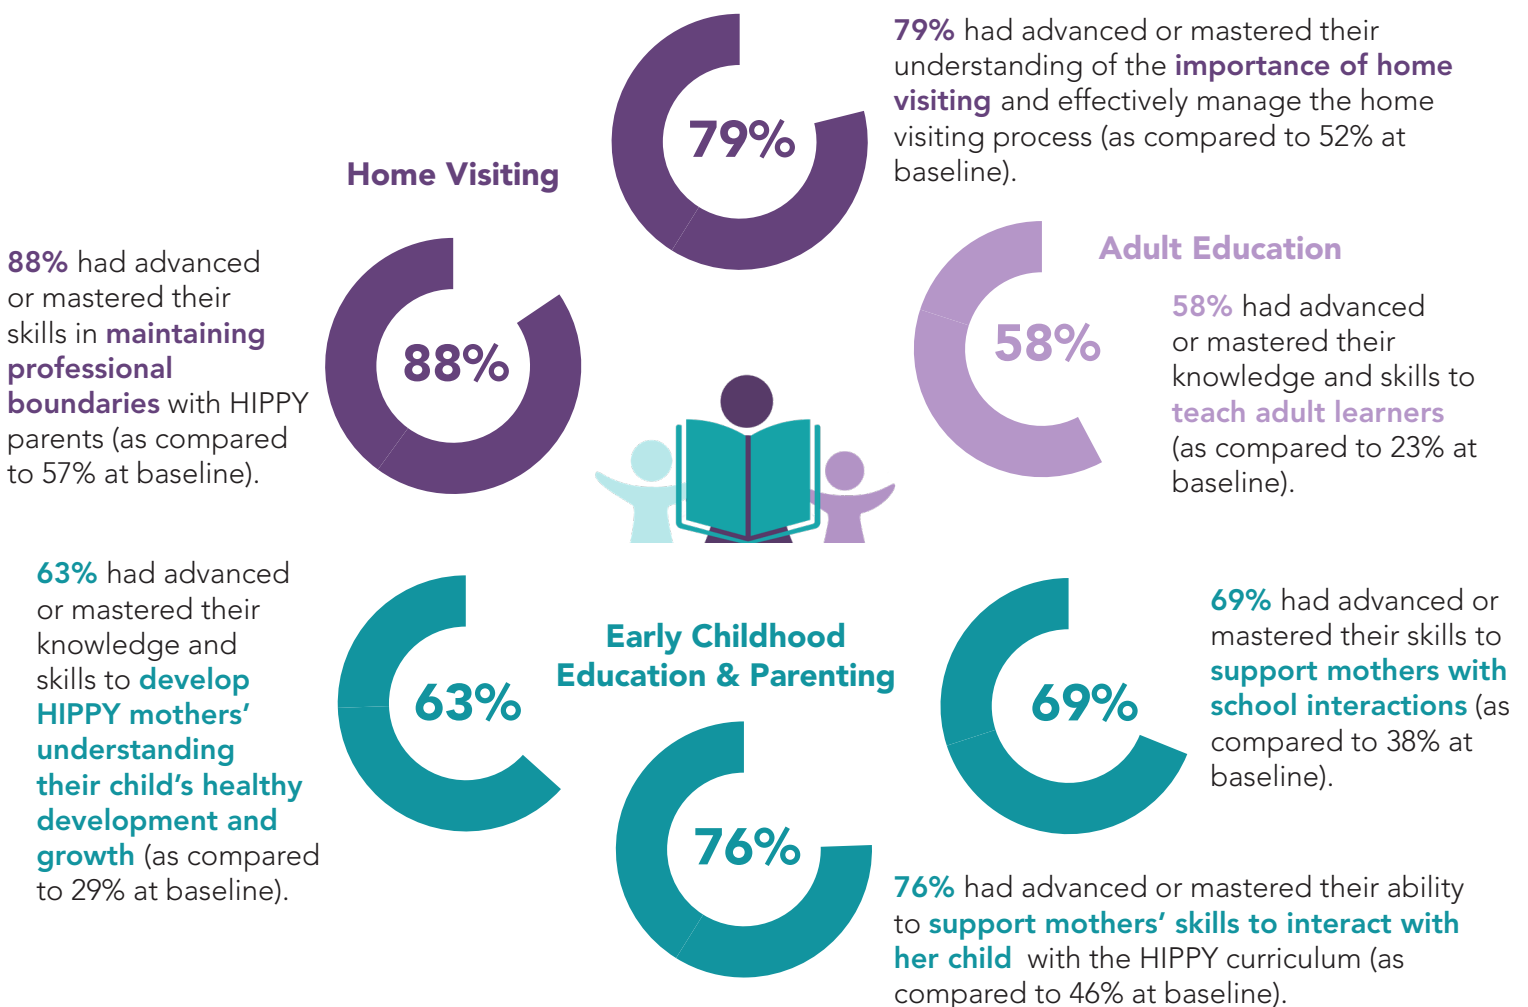 Home Visiting
79%
79% had advanced or mastered their
understanding of the importance of home
visiting and effectively manage the home
visiting process (as compared to 52% at
baseline).
88% had advanced
or mastered their
skills in maintaining
professional
boundaries with HIPPY
parents (as compared
to 57% at baseline).
88%
Adult Education
58%
58% had advanced
or mastered their
knowledge and skills to
teach adult learners
(as compared to 23% at
baseline).
Early Childhood
Education & Parenting
63% had advanced
or mastered their
knowledge and
skills to develop
HIPPY mothers’
understanding
their child’s healthy
development and
growth (as compared
to 29% at baseline).
63%
69%
69% had advanced or
mastered their skills to
support mothers with
school interactions (as
compared to 38% at
baseline).
76%
76% had advanced or mastered their ability
to support mothers’ skills to interact with
her child with the HIPPY curriculum (as
compared to 46% at baseline).